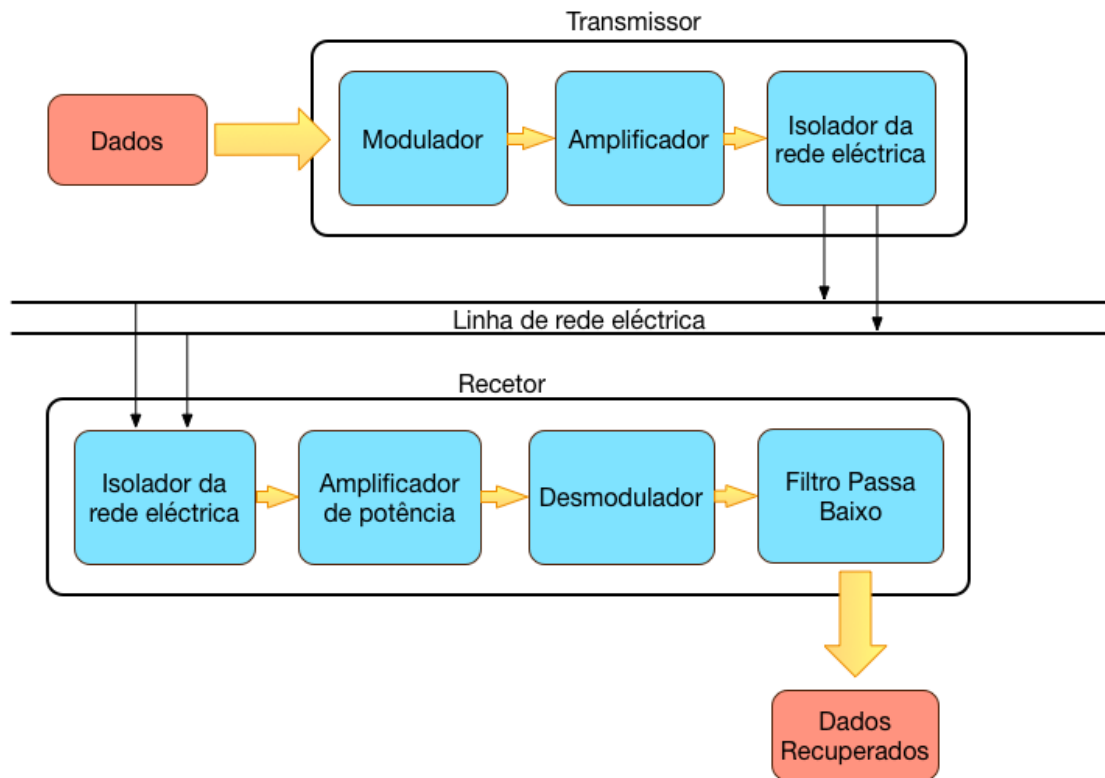 Transmissor
Dados
Modulador
Amplificador
Isolador da
rede eléctrica
Linha de rede eléctrica
Recetor
Isolador da
rede eléctrica
Amplificador
de potência
Desmodulador
Filtro Passa
Baixo
Dados
Recuperados